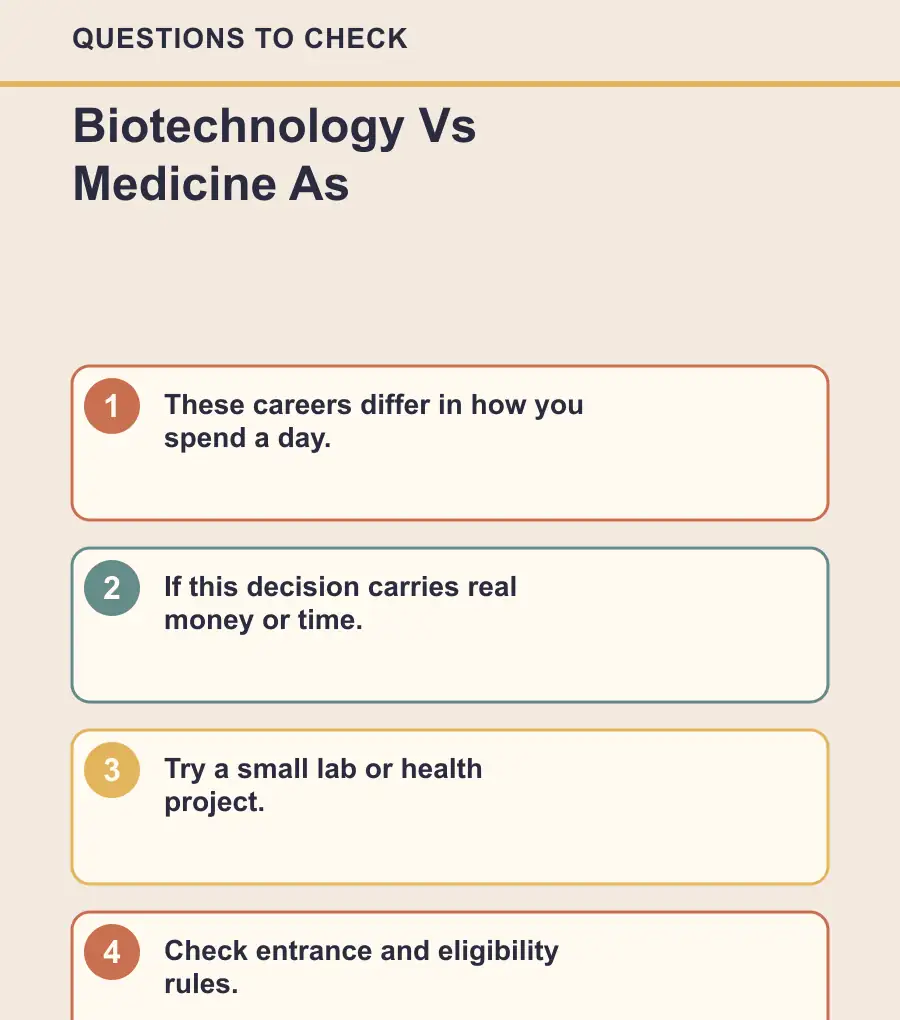 QUESTIONS TO CHECK
Biotechnology Vs
Medicine As
1
These careers differ in how you
spend a day.
2
If this decision carries real
money or time.
3
Try a small lab or health
project.
4
Check entrance and eligibility
rules.